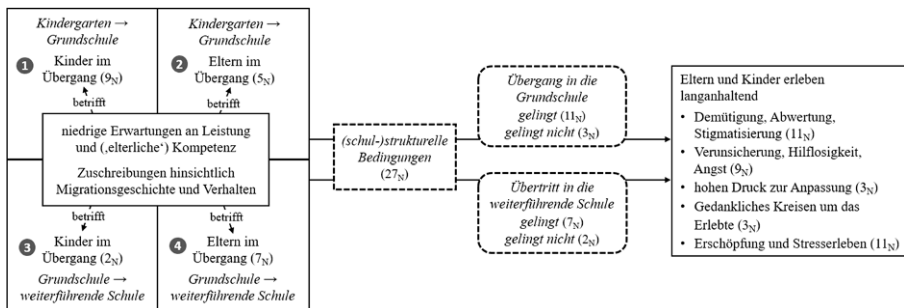 Kindergarten →
Grundschule
1
Kinder im
Übergang (9N)
betrifft
Kindergarten →
Grundschule
2
Eltern im
Übergang (5N)
betrifft
niedrige Erwartungen an Leistung
und (‚elterliche‘) Kompetenz
Zuschreibungen hinsichtlich
Migrationsgeschichte und Verhalten
betrifft
3
Kinder im
Übergang (2N)
Grundschule →
weiterführende Schule
betrifft
4
Eltern im
Übergang (7N)
Grundschule →
weiterführende Schule
(schul-)strukturelle
Bedingungen
(27N)
Übergang in die
Grundschule
gelingt (11N)
gelingt nicht (3N)
Übertritt in die
weiterführende Schule
gelingt (7N)
gelingt nicht (2N)
Eltern und Kinder erleben
langanhaltend
• Demütigung, Abwertung,
Stigmatisierung (11N)
• Verunsicherung, Hilflosigkeit,
Angst (9N)
• hohen Druck zur Anpassung (3N)
• Gedankliches Kreisen um das
Erlebte (3N)
• Erschöpfung und Stresserleben (11N)